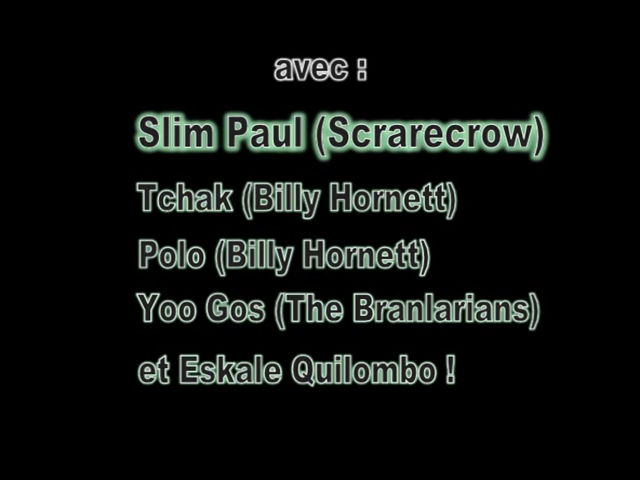 avec :
Slim Paul (Scrarecrow)
Tchak (Billy Hornett)
Polo (Billy Hornett)
Yoo Gos (The Branlarians)
et Eskale Quilombo !